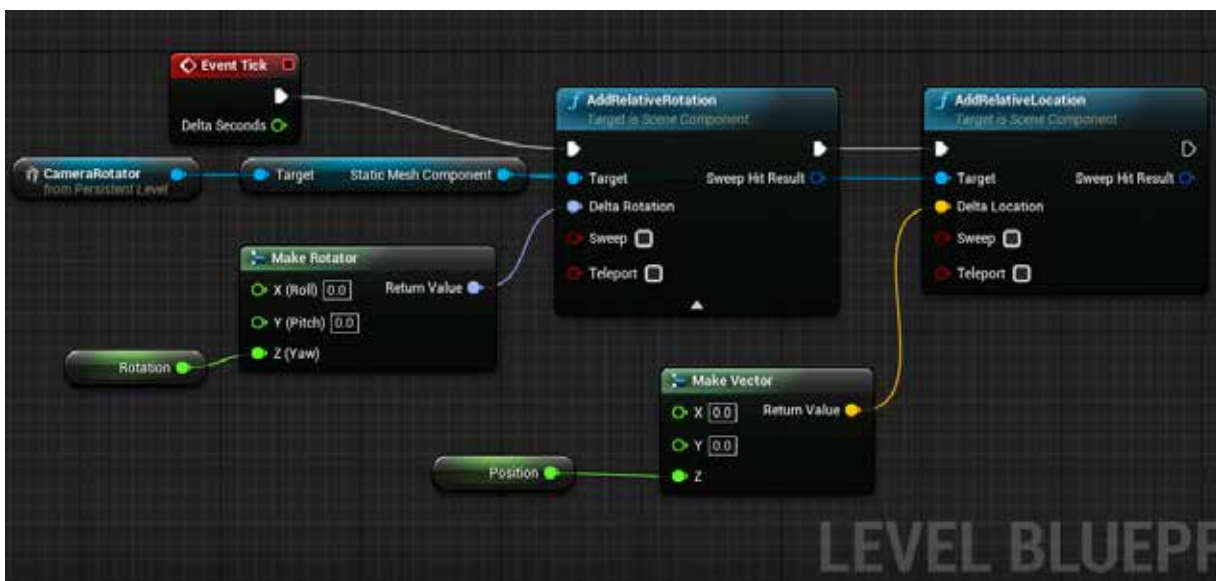 Event Tick
Delta Seconds
CameraRotator
from Persistent Level
Target Static Mesh Component
AddRelativeRotation
Target is Scene Component
Target Sweep Hit Result
Delta Rotation
Sweep
Teleport
AddRelativeLocation
Target is Scene Component
Target Sweep Hit Result
Delta Location
Sweep
Teleport
Make Rotator
X (Roll) 0.0 Return Value
Y (Pitch) 0.0
Z (Yaw)
Rotation
Make Vector
X 0.0 Return Value
Y 0.0
Z
Position
LEVEL BLUEPR